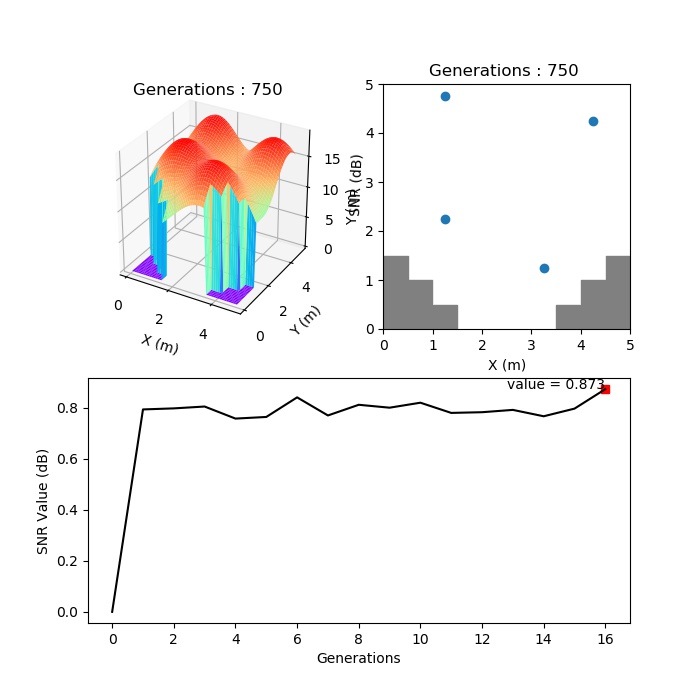 Generations : 750
15
10
5
0
SNR (dB)
0
2
4
X (m)
0
2
4
Y (m)
Generations : 750
5
4
3
2
1
0
Y (m)
0 1 2 3 4 5
X (m)
value = 0.873
0.8
0.6
0.4
0.2
0.0
SNR Value (dB)
0 2 4 6 8 10 12 14 16
Generations